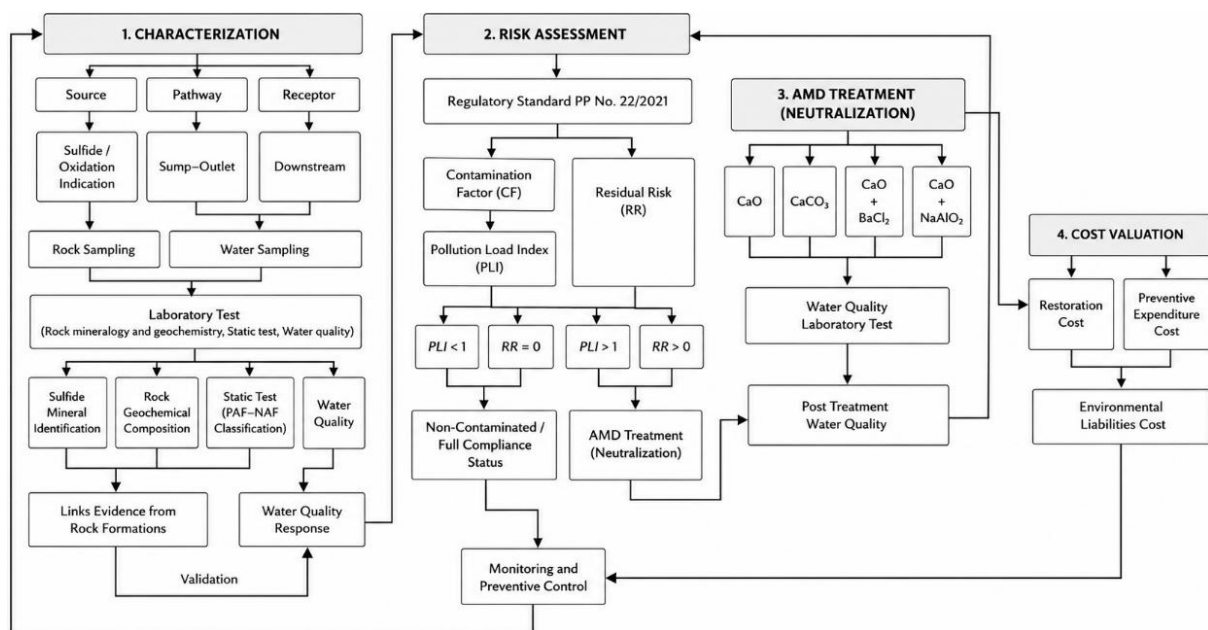 1. CHARACTERIZATION
Source
Pathway
Receptor
Sulfide /
Oxidation
Indication
Sump–Outlet
Downstream
Rock Sampling
Water Sampling
Laboratory Test
(Rock mineralogy and geochemistry, Static test, Water quality)
Sulfide
Mineral
Identification
Rock
Geochemical
Composition
Static Test
(PAF–NAF
Classification)
Water
Quality
Links Evidence from
Rock Formations
Water Quality
Response
Validation
2. RISK ASSESSMENT
Regulatory Standard PP No. 22/2021
Contamination
Factor (CF)
Residual Risk
(RR)
Pollution Load Index
(PLI)
PLI < 1
RR = 0
PLI > 1
RR > 0
Non-Contaminated /
Full Compliance
Status
AMD Treatment
(Neutralization)
Monitoring and
Preventive Control
3. AMD TREATMENT
(NEUTRALIZATION)
CaO
CaCO₃
CaO
+
BaCl₂
CaO
+
NaAlO₂
Water Quality
Laboratory Test
Post Treatment
Water Quality
4. COST VALUATION
Restoration
Cost
Preventive
Expenditure
Cost
Environmental
Liabilities Cost